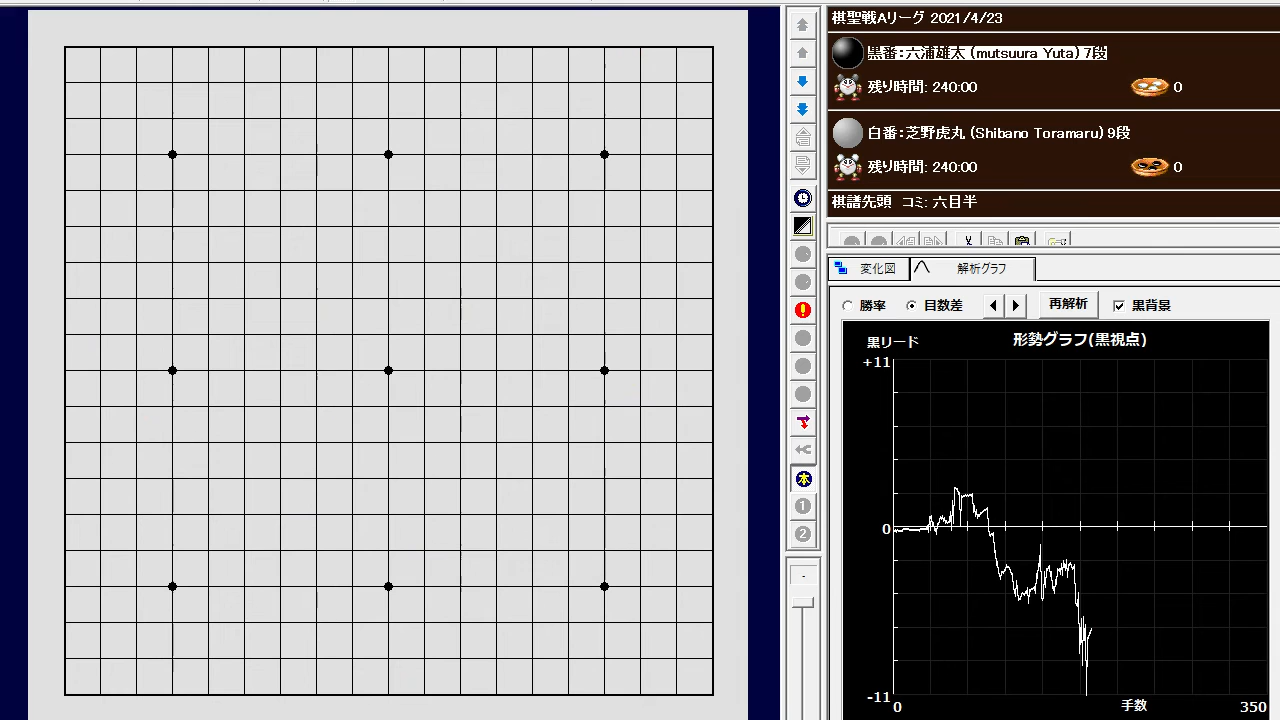 棋聖戦Aリーグ 2021/4/23
黒番:六浦雄太 (mutsuura Yuta) 7段
残り時間: 240:00
0
白番:芝野虎丸 (Shibano Toramaru) 9段
残り時間: 240:00
0
棋譜先頭 コミ: 六目半
変化図
解析グラフ
勝率
目数差
再解析
黒背景
黒リード
形勢グラフ(黒視点)
+11
0
-11
0
手数
350
1
2
-